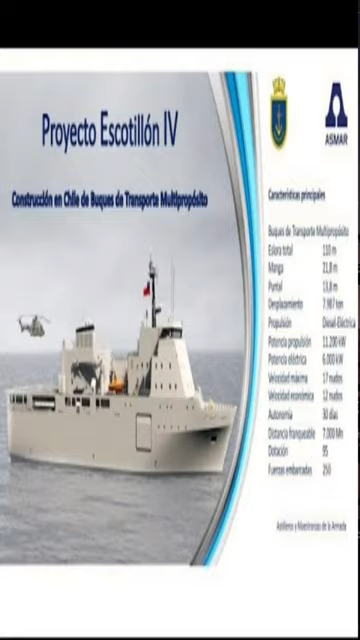 Proyecto Escotillón IV
Construcción en Chile de Buques de Transporte Multipropósito
ASMAR
Características principales
Buques de Transporte Multipropósito
Eslora total 110 m
Manga 21,8 m
Puntal 13,8 m
Desplazamiento 7.987 ton
Propulsión Diesel-Eléctrica
Potencia propulsión 11.200 kW
Potencia eléctrica 6.000 kW
Velocidad máxima 17 nudos
Velocidad económica 12 nudos
Autonomía 30 días
Distancia franqueable 7.000 Mn
Dotación 95
Fuerzas embarcadas 250
Astilleros y Maestranzas de la Armada